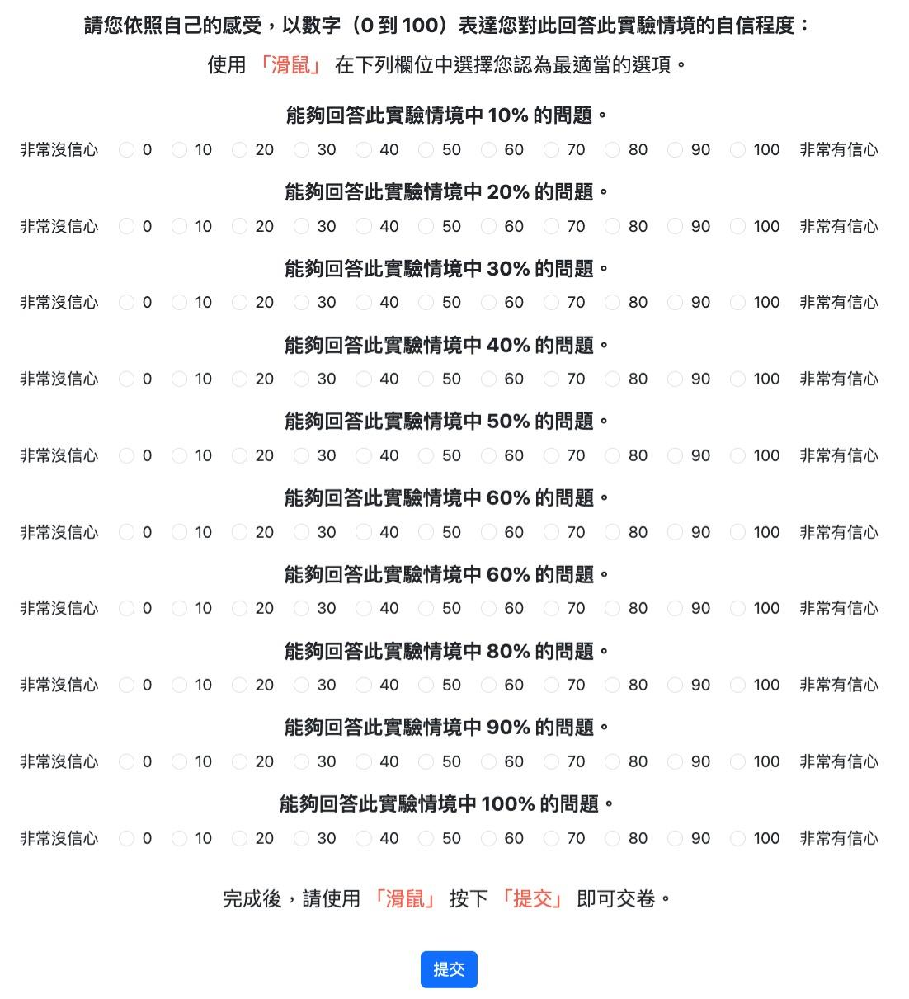 請您依照自己的感受，以數字（0 到 100）表達您對此回答此實驗情境的自信程度：
使用 「滑鼠」 在下列欄位中選擇您認為最適當的選項。
能夠回答此實驗情境中 10% 的問題。
非常沒信心 0 10 20 30 40 50 60 70 80 90 100 非常有信心
能夠回答此實驗情境中 20% 的問題。
非常沒信心 0 10 20 30 40 50 60 70 80 90 100 非常有信心
能夠回答此實驗情境中 30% 的問題。
非常沒信心 0 10 20 30 40 50 60 70 80 90 100 非常有信心
能夠回答此實驗情境中 40% 的問題。
非常沒信心 0 10 20 30 40 50 60 70 80 90 100 非常有信心
能夠回答此實驗情境中 50% 的問題。
非常沒信心 0 10 20 30 40 50 60 70 80 90 100 非常有信心
能夠回答此實驗情境中 60% 的問題。
非常沒信心 0 10 20 30 40 50 60 70 80 90 100 非常有信心
能夠回答此實驗情境中 60% 的問題。
非常沒信心 0 10 20 30 40 50 60 70 80 90 100 非常有信心
能夠回答此實驗情境中 80% 的問題。
非常沒信心 0 10 20 30 40 50 60 70 80 90 100 非常有信心
能夠回答此實驗情境中 90% 的問題。
非常沒信心 0 10 20 30 40 50 60 70 80 90 100 非常有信心
能夠回答此實驗情境中 100% 的問題。
非常沒信心 0 10 20 30 40 50 60 70 80 90 100 非常有信心
完成後，請使用 「滑鼠」 按下 「提交」 即可交卷。
提交